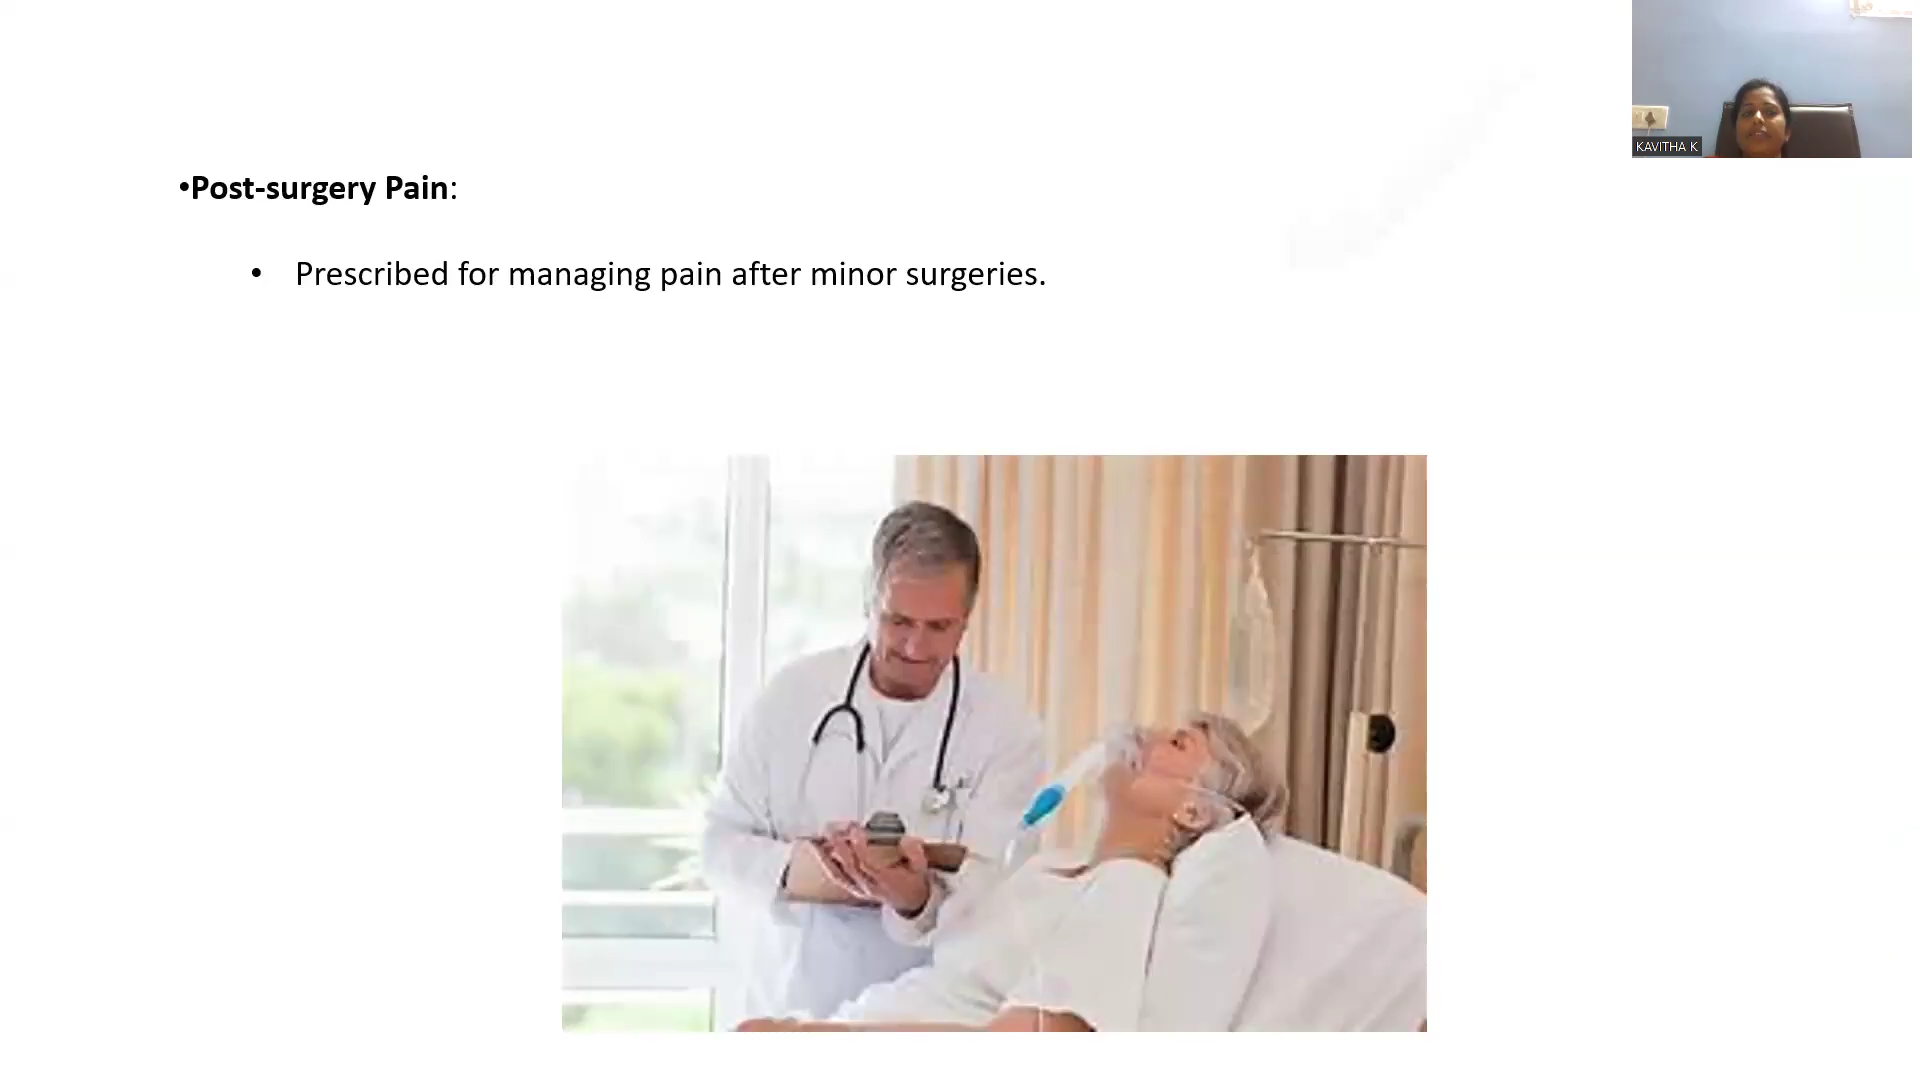 KAVITHA K
•Post-surgery Pain:
• Prescribed for managing pain after minor surgeries.